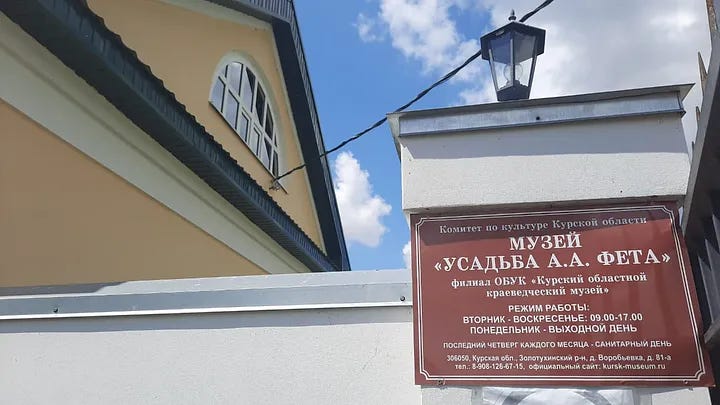 Комитет по культуре Курской области
МУЗЕЙ
«УСАДЬБА А.А. ФЕТА»
филиал ОБУК «Курский областной
краеведческий музей»
РЕЖИМ РАБОТЫ:
ВТОРНИК - ВОСКРЕСЕНЬЕ: 09.00-17.00
ПОНЕДЕЛЬНИК - ВЫХОДНОЙ ДЕНЬ
ПОСЛЕДНИЙ ЧЕТВЕРГ КАЖДОГО МЕСЯЦА - САНИТАРНЫЙ ДЕНЬ
306050, Курская обл., Золотухинский р-н, д. Воробьевка, д. 81-а
тел.: 8-908-126-67-15, официальный сайт: kursk-museum.ru